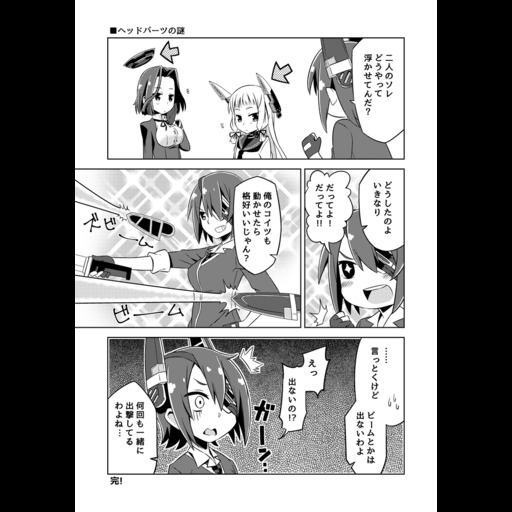 ■ヘッドパーツの謎
二人のソレ
どうやって
浮かせてんだ?
どうしたのよ
いきなり
だってよ!
だってよ!!
俺のコイツも
動かせたら
格好いいじゃん?
ズビーム
ビーム
……
言っとくけど
ビームとかは
出ないわよ
えっ
出ないの!?
ガーン…
何回も一緒に
出撃してる
わよね…
完!